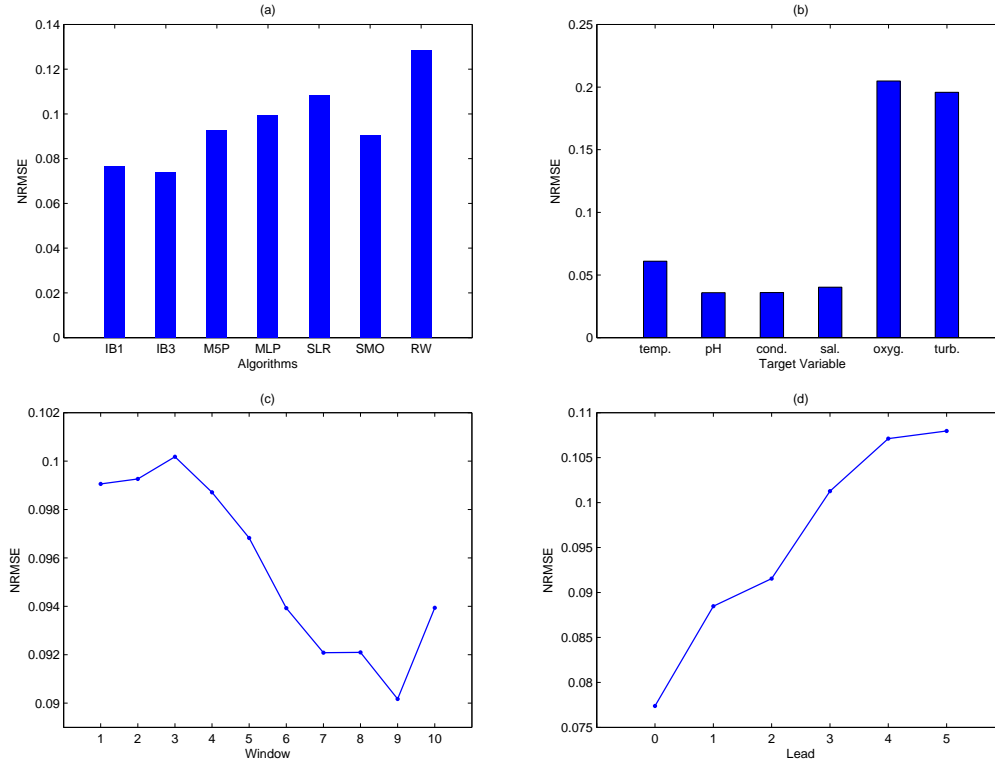 (a)
0.14
0.12
0.1
0.08
0.06
0.04
0.02
0
NRMSE
IB1 IB3 M5P MLP SLR SMO RW
Algorithms
(b)
0.25
0.2
0.15
0.1
0.05
0
NRMSE
temp. pH cond. sal. oxyg. turb.
Target Variable
(c)
0.102
0.1
0.098
0.096
0.094
0.092
0.09
NRMSE
1 2 3 4 5 6 7 8 9 10
Window
(d)
0.11
0.105
0.1
0.095
0.09
0.085
0.08
0.075
NRMSE
0 1 2 3 4 5
Lead